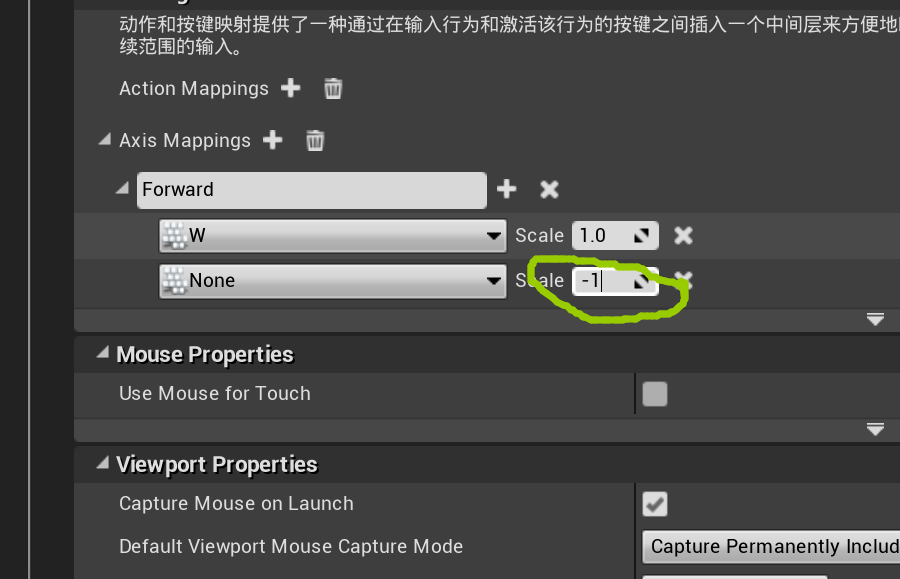 动作和按键映射提供了一种通过在输入行为和激活该行为的按键之间插入一个中间层来方便地
续范围的输入。
Action Mappings
Axis Mappings
Forward
W Scale 1.0
None Scale -1
Mouse Properties
Use Mouse for Touch
Viewport Properties
Capture Mouse on Launch
Default Viewport Mouse Capture Mode Capture Permanently Includ